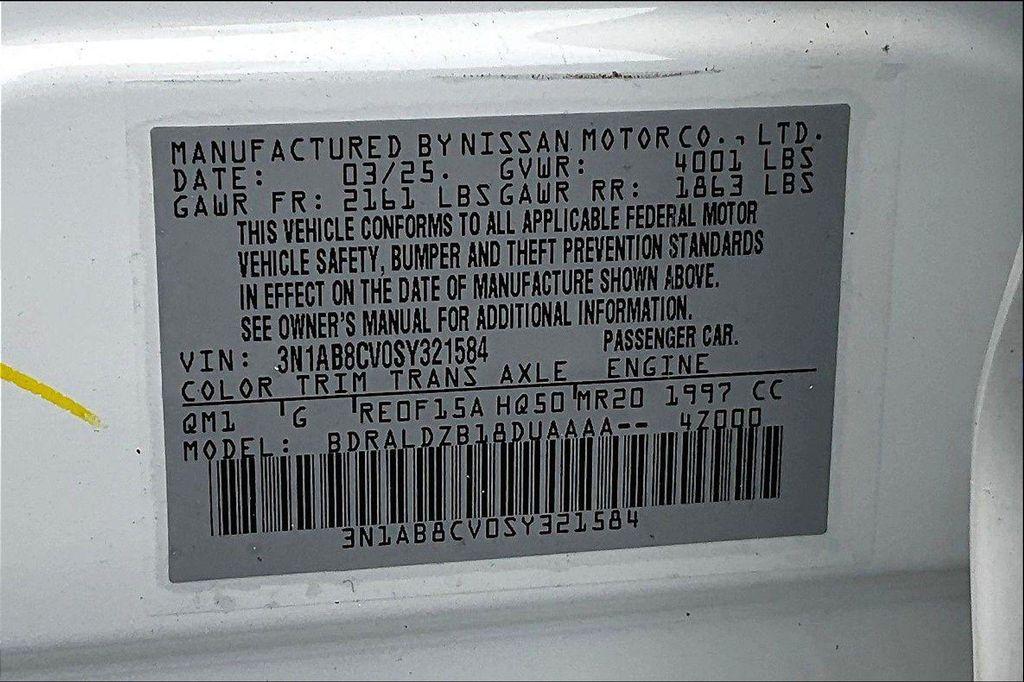 MANUFACTURED BY NISSAN MOTOR CO., LTD.
DATE: 03/25. GVWR: 4001 LBS
GAWR FR: 2161 LBS GAWR RR: 1863 LBS
THIS VEHICLE CONFORMS TO ALL APPLICABLE FEDERAL MOTOR
VEHICLE SAFETY, BUMPER AND THEFT PREVENTION STANDARDS
IN EFFECT ON THE DATE OF MANUFACTURE SHOWN ABOVE.
SEE OWNER'S MANUAL FOR ADDITIONAL INFORMATION.
VIN: 3N1AB8CV0SY321584 PASSENGER CAR.
COLOR TRIM TRANS AXLE ENGINE
QM1 G RE0F15A HQ50 MR20 1997 CC
MODEL: BDRALDZB18DUAAAA-- 4Z000
3N1AB8CV0SY321584